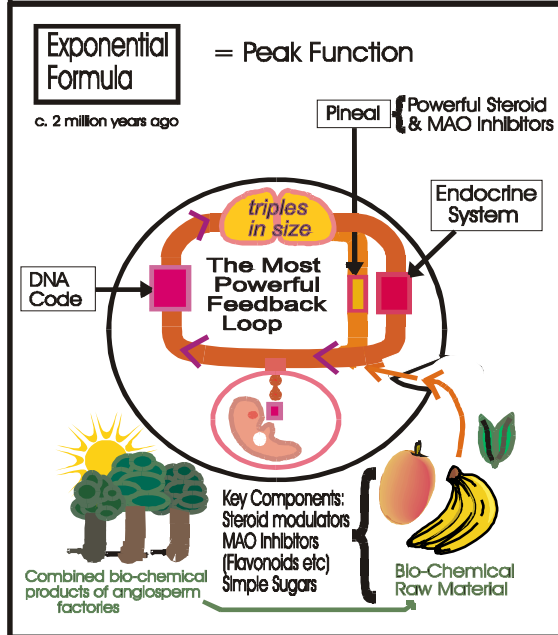 Exponential
Formula
= Peak Function
c. 2 million years ago
Pineal
Powerful Steroid
& MAO Inhibitors
Endocrine
System
triples
in size
DNA
Code
The Most
Powerful
Feedback
Loop
Key Components:
Steroid modulators
MAO Inhibitors
(Flavonoids etc)
Simple Sugars
Combined bio-chemical
products of angiosperm
factories
Bio-Chemical
Raw Material